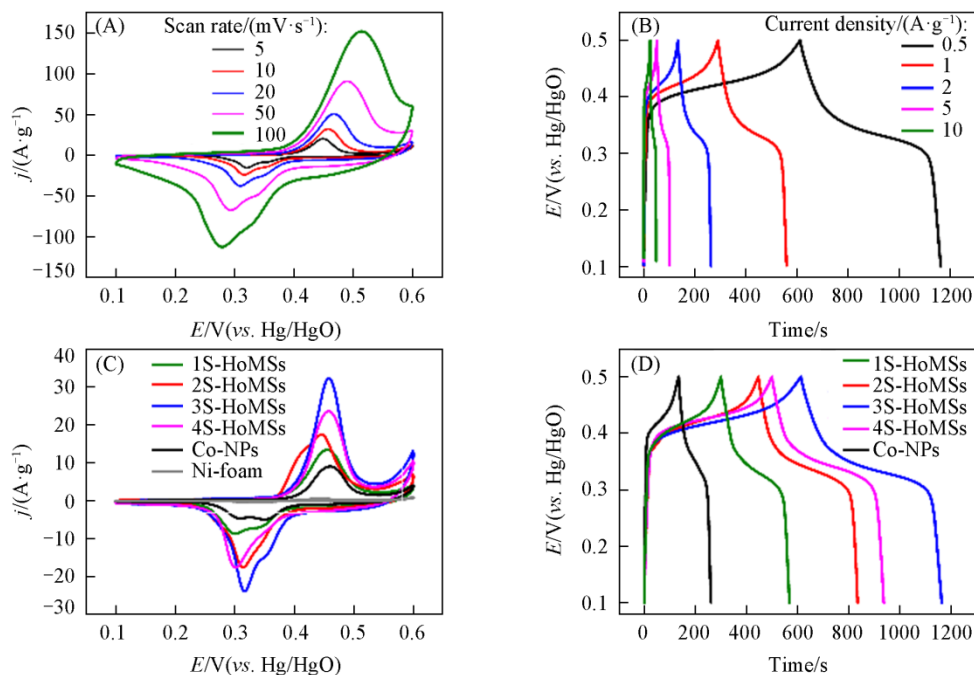 (A)
Scan rate/(mV·s⁻¹):
5
10
20
50
100
150
100
50
0
−50
−100
−150
j/(A·g⁻¹)
0.1 0.2 0.3 0.4 0.5 0.6
E/V(vs. Hg/HgO)
(B)
Current density/(A·g⁻¹):
0.5
1
2
5
10
0.5
0.4
0.3
0.2
0.1
E/V(vs. Hg/HgO)
0 200 400 600 800 1000 1200
Time/s
(C)
1S-HoMSs
2S-HoMSs
3S-HoMSs
4S-HoMSs
Co-NPs
Ni-foam
40
30
20
10
0
−10
−20
−30
j/(A·g⁻¹)
0.1 0.2 0.3 0.4 0.5 0.6
E/V(vs. Hg/HgO)
(D)
1S-HoMSs
2S-HoMSs
3S-HoMSs
4S-HoMSs
Co-NPs
0.5
0.4
0.3
0.2
0.1
E/V(vs. Hg/HgO)
0 200 400 600 800 1000 1200
Time/s